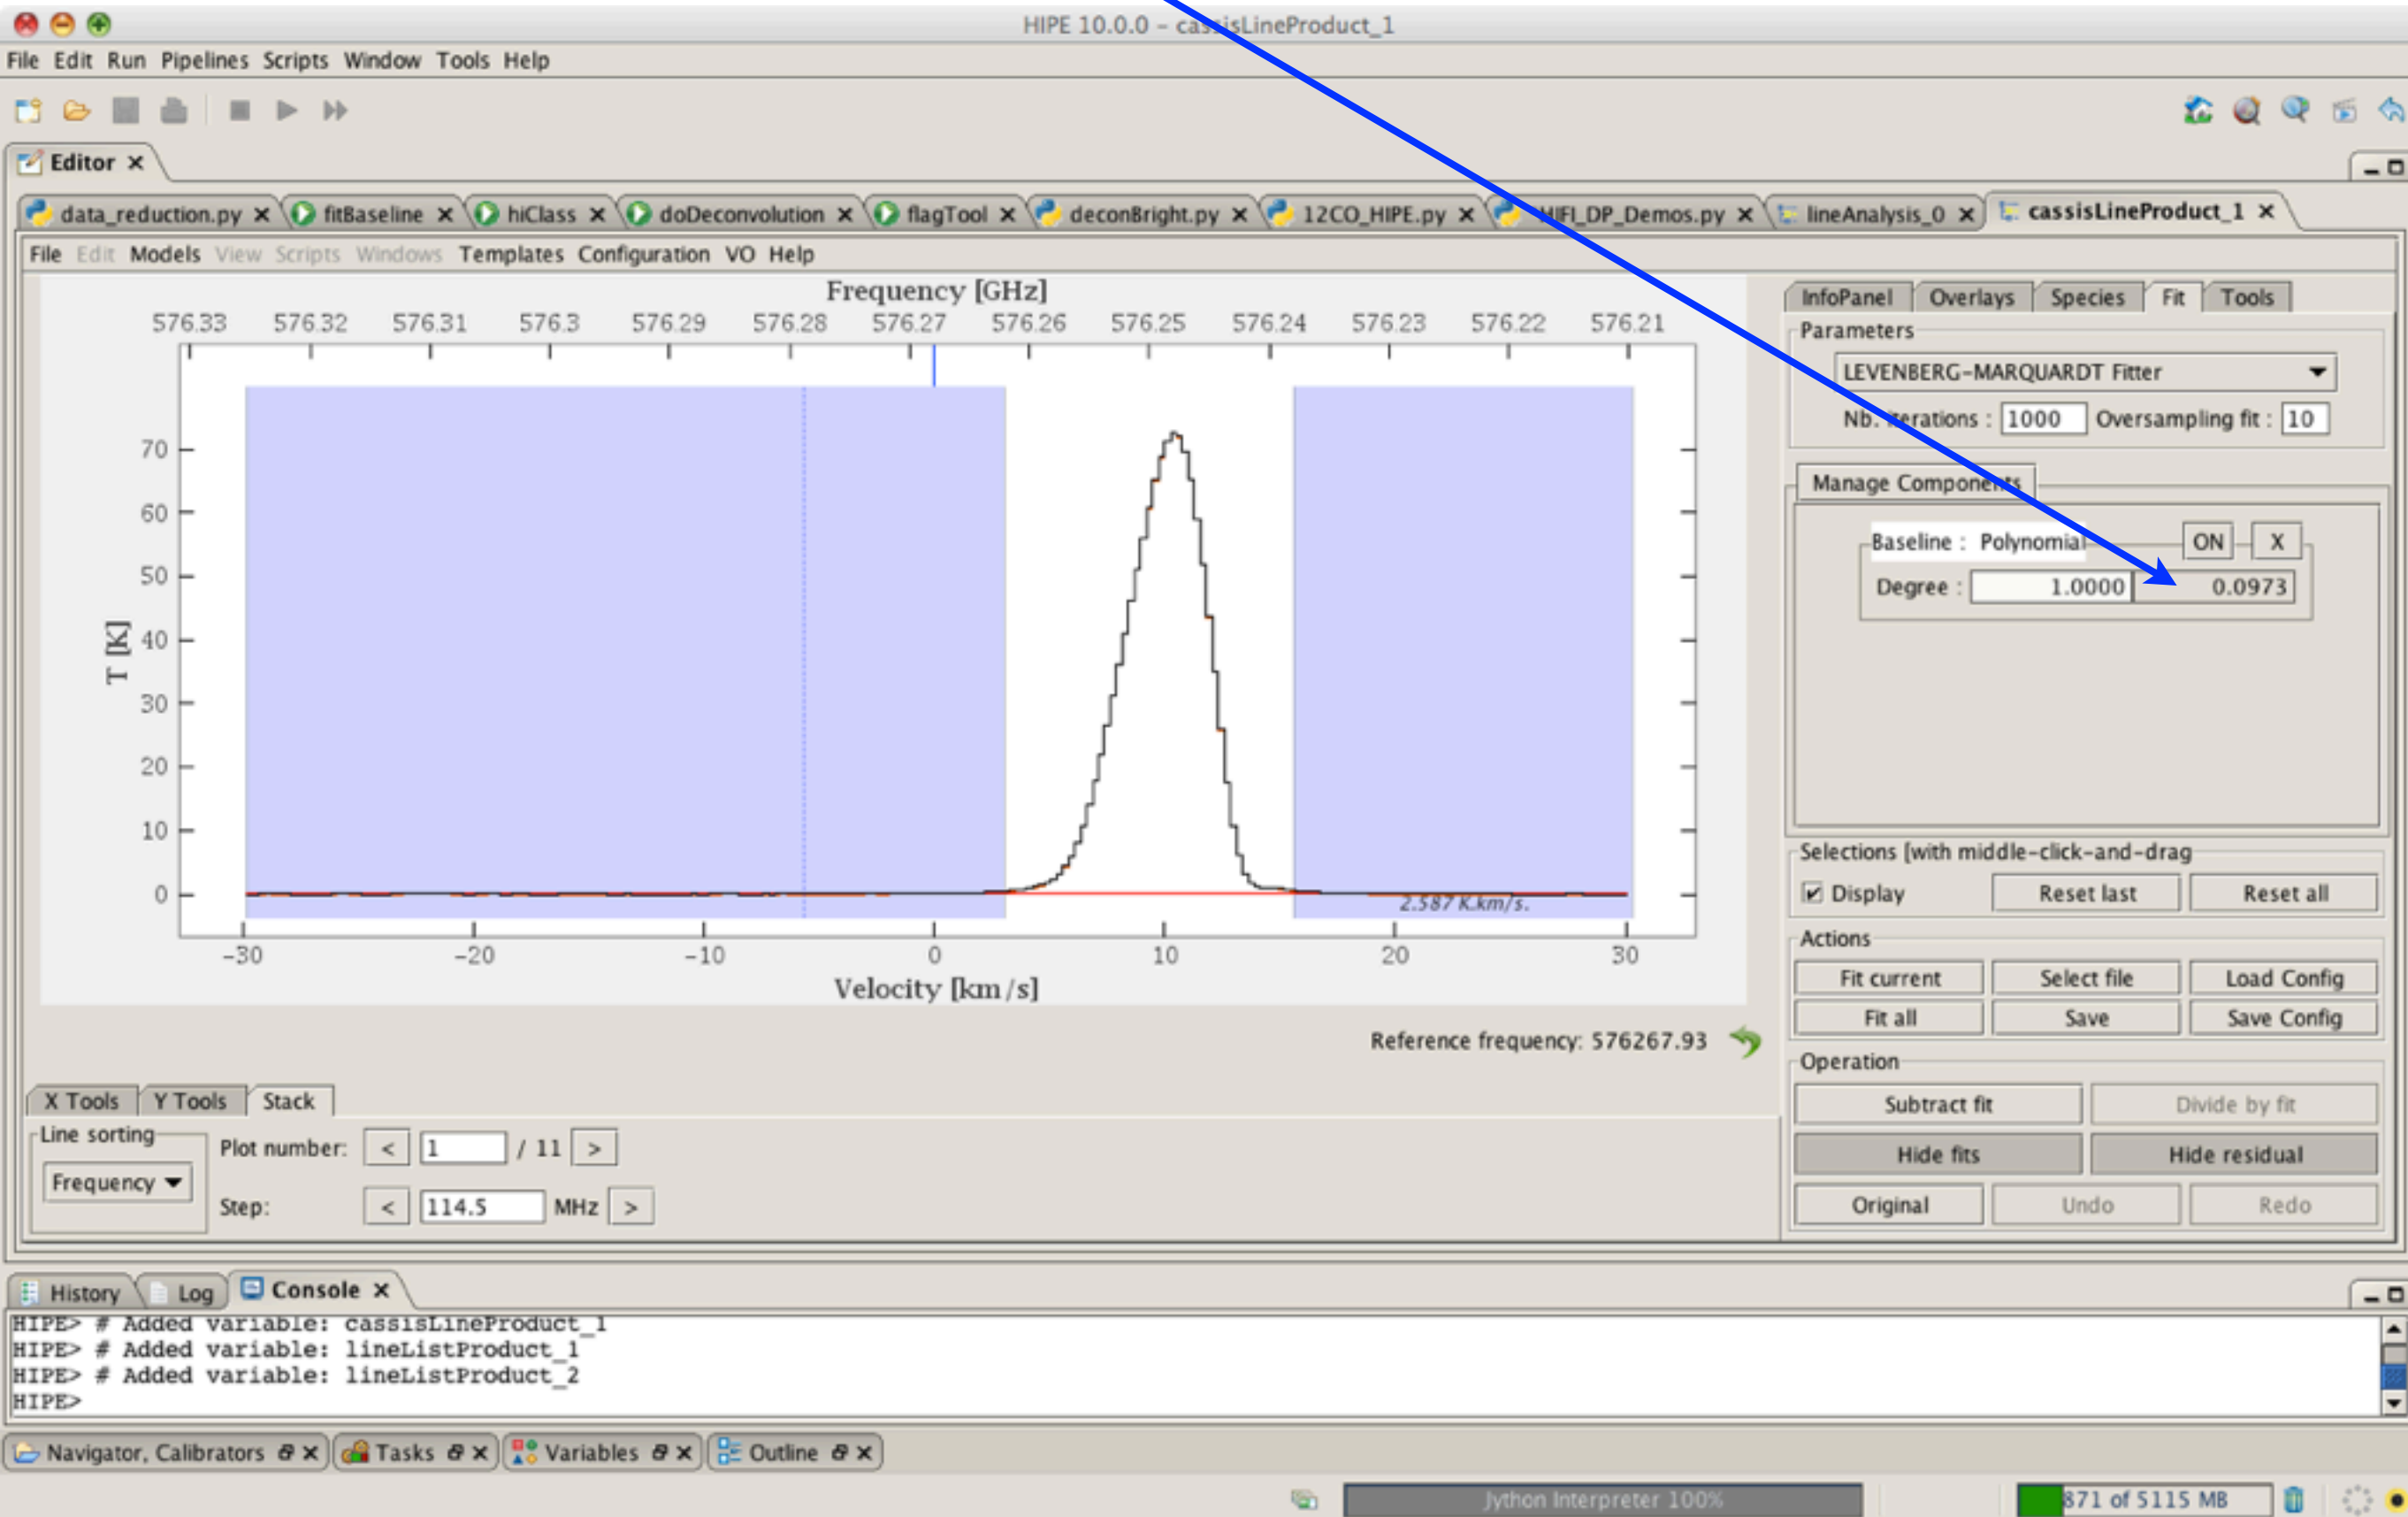 HIPE 10.0.0 – cassisLineProduct_1
File Edit Run Pipelines Scripts Window Tools Help
Editor
data_reduction.py fitBaseline hiClass doDeconvolution flagTool deconBright.py 12CO_HIPE.py HIFI_DP_Demos.py lineAnalysis_0 cassisLineProduct_1
File Edit Models View Scripts Windows Templates Configuration VO Help
Frequency [GHz]
576.33 576.32 576.31 576.3 576.29 576.28 576.27 576.26 576.25 576.24 576.23 576.22 576.21
70
60
50
40
30
20
10
0
T [K]
2.587 K.km/s.
-30 -20 -10 0 10 20 30
Velocity [km/s]
Reference frequency: 576267.93
InfoPanel Overlays Species Fit Tools
Parameters
LEVENBERG-MARQUARDT Fitter
Nb. iterations : 1000 Oversampling fit : 10
Manage Components
Baseline : Polynomial ON X
Degree : 1.0000 0.0973
Selections [with middle-click-and-drag
Display Reset last Reset all
Actions
Fit current Select file Load Config
Fit all Save Save Config
Operation
Subtract fit Divide by fit
Hide fits Hide residual
Original Undo Redo
X Tools Y Tools Stack
Line sorting
Frequency
Plot number: < 1 / 11 >
Step: < 114.5 MHz >
History Log Console
HIPE> # Added variable: cassisLineProduct_1
HIPE> # Added variable: lineListProduct_1
HIPE> # Added variable: lineListProduct_2
HIPE>
Navigator, Calibrators Tasks Variables Outline
Jython Interpreter 100% 871 of 5115 MB